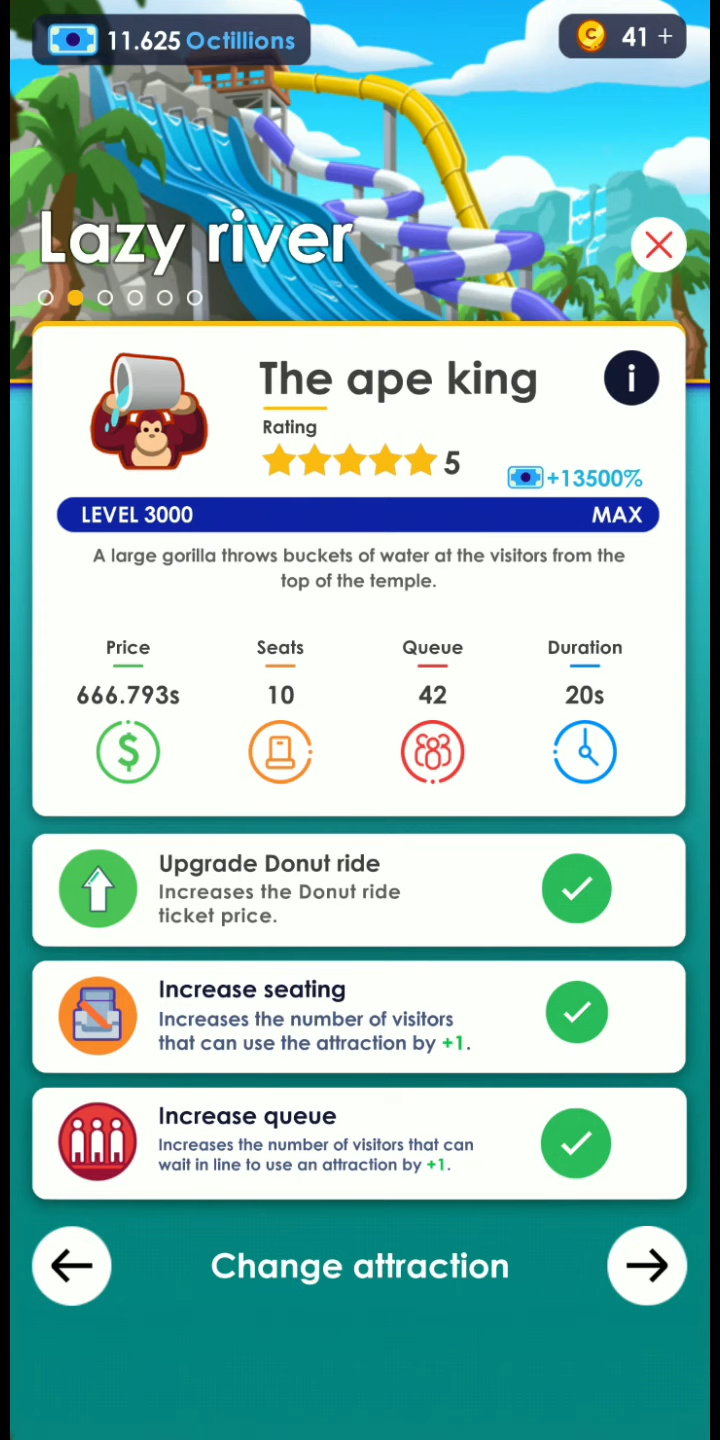 11.625 Octillions
C
41 +
Lazy river
The ape king
i
Rating
5
+13500%
LEVEL 3000
MAX
A large gorilla throws buckets of water at the visitors from the
top of the temple.
Price
Seats
Queue
Duration
666.793s
10
42
20s
$
Upgrade Donut ride
Increases the Donut ride
ticket price.
Increase seating
Increases the number of visitors
that can use the attraction by +1.
Increase queue
Increases the number of visitors that can
wait in line to use an attraction by +1.
Change attraction